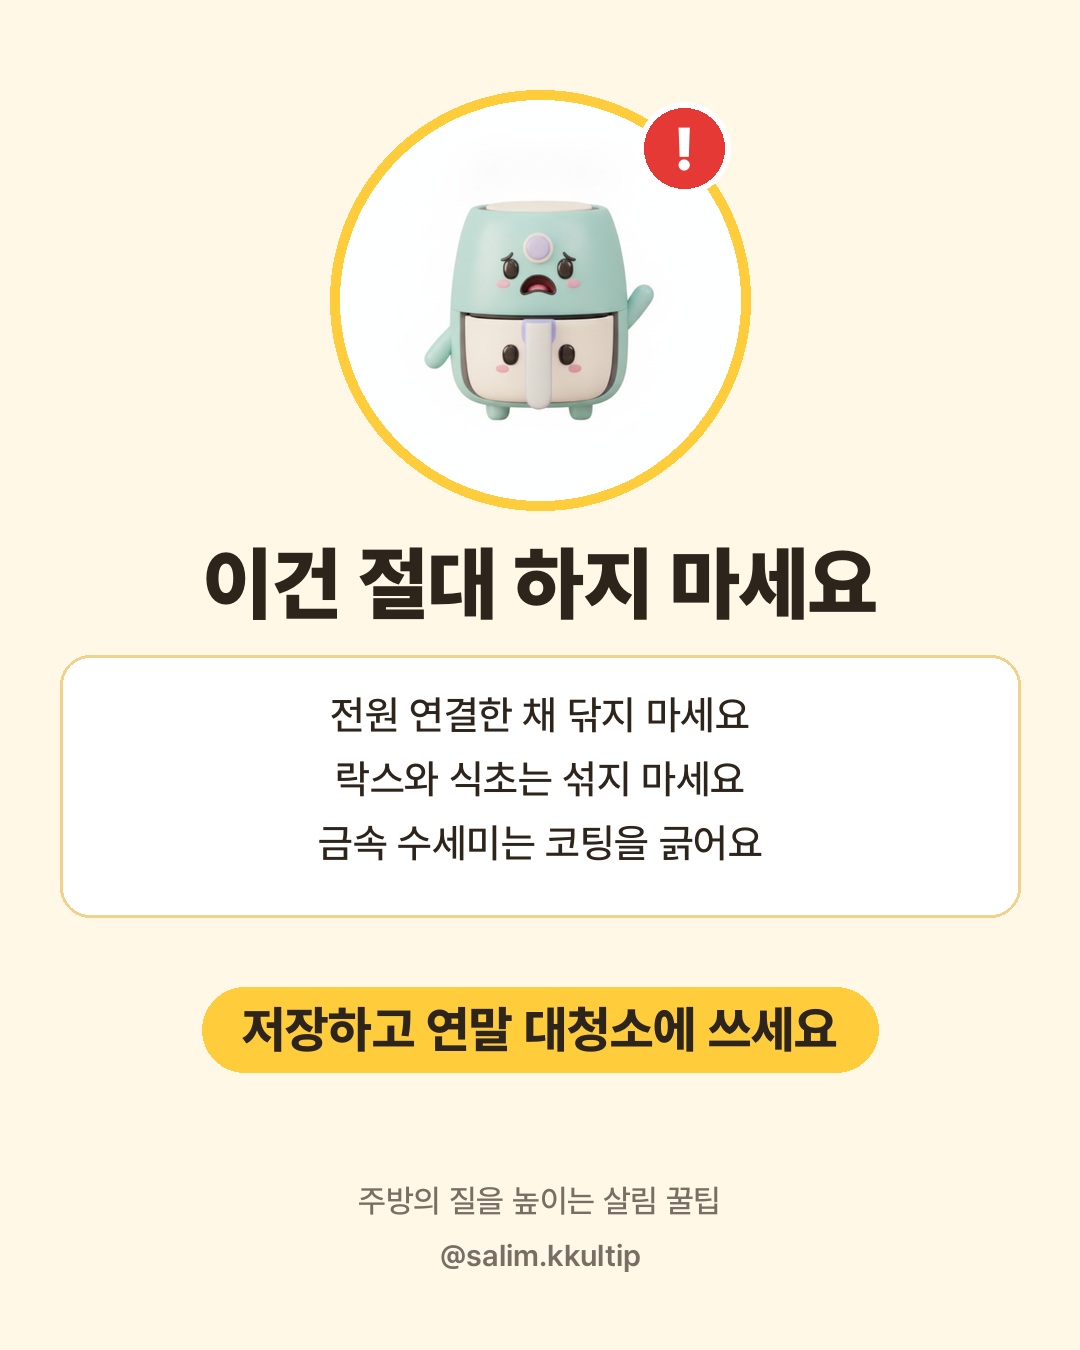 !
이건 절대 하지 마세요
전원 연결한 채 닦지 마세요
락스와 식초는 섞지 마세요
금속 수세미는 코팅을 긁어요
저장하고 연말 대청소에 쓰세요
주방의 질을 높이는 살림 꿀팁
@salim.kkultip